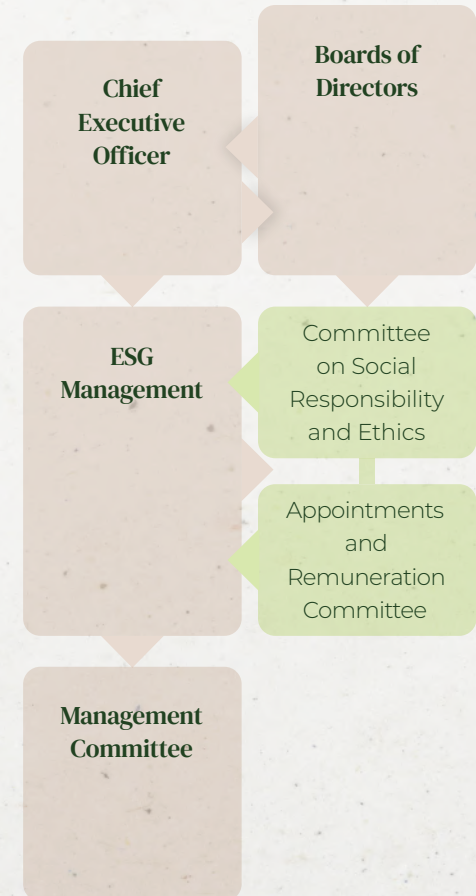 Chief
Executive
Officer
Boards of
Directors
ESG
Management
Committee
on Social
Responsibility
and Ethics
Appointments
and
Remuneration
Committee
Management
Committee